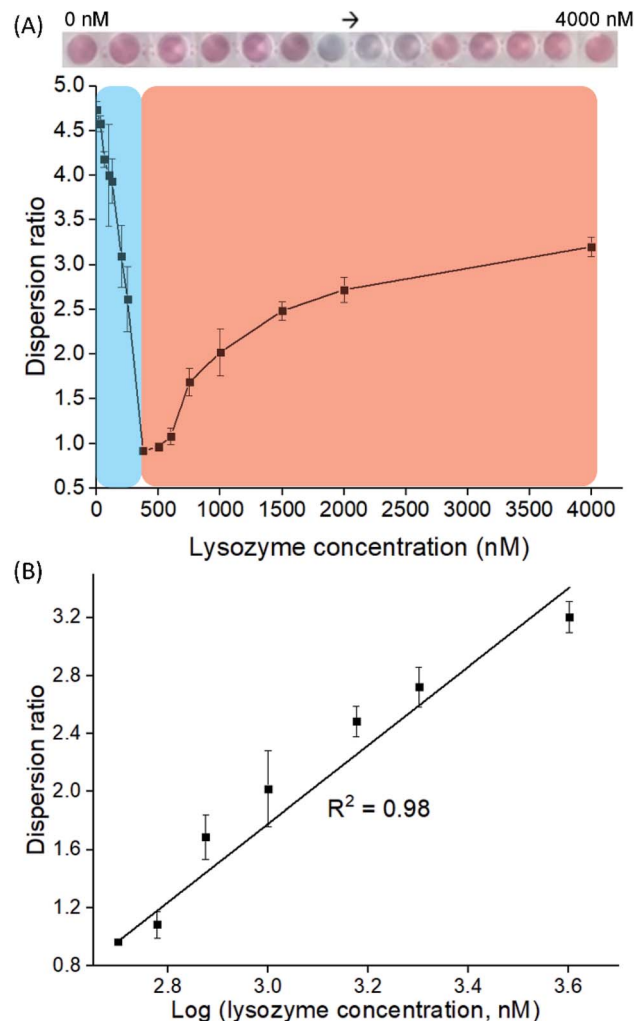 (A)
0 nM → 4000 nM
5.0
4.5
4.0
3.5
3.0
2.5
2.0
1.5
1.0
0.5
Dispersion ratio
0 500 1000 1500 2000 2500 3000 3500 4000
Lysozyme concentration (nM)
(B)
3.2
2.8
2.4
2.0
1.6
1.2
0.8
Dispersion ratio
R² = 0.98
2.8 3.0 3.2 3.4 3.6
Log (lysozyme concentration, nM)